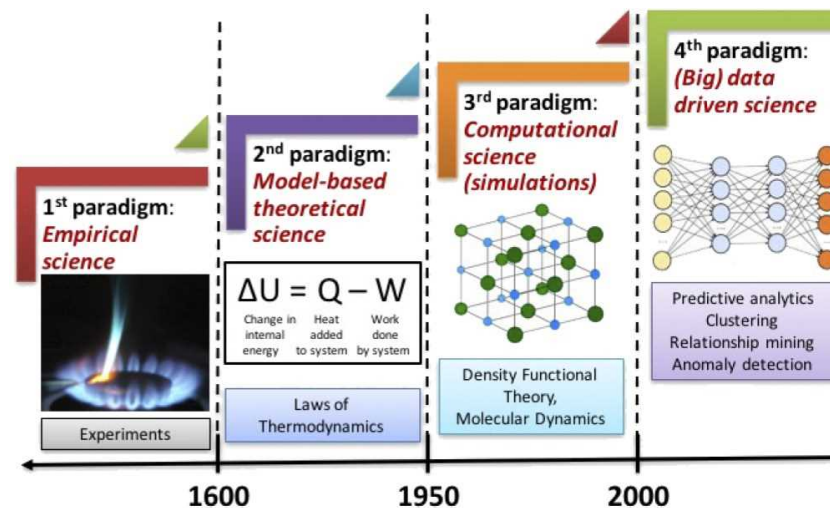 1st paradigm:
Empirical
science
Experiments
2nd paradigm:
Model-based
theoretical
science
ΔU = Q – W
Change in
internal
energy
Heat
added
to system
Work
done
by system
Laws of
Thermodynamics
3rd paradigm:
Computational
science
(simulations)
Density Functional
Theory,
Molecular Dynamics
4th paradigm:
(Big) data
driven science
Predictive analytics
Clustering
Relationship mining
Anomaly detection
1600
1950
2000